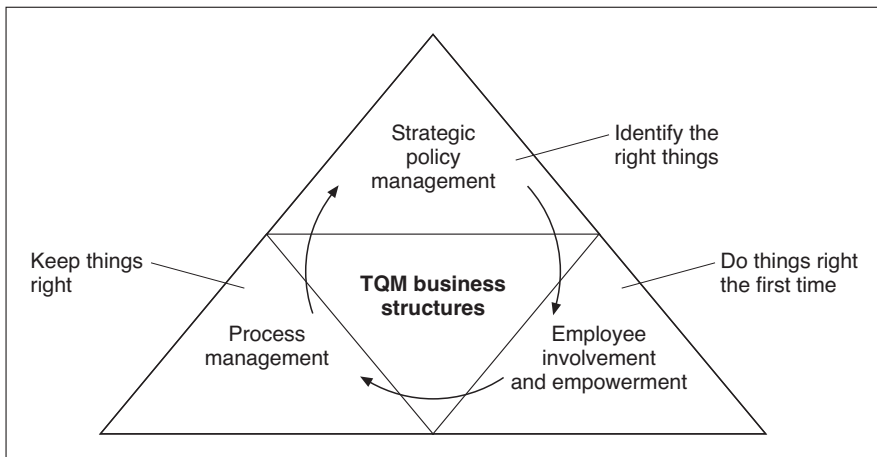 Strategic
policy
management
Identify the
right things
Keep things
right
TQM business
structures
Do things right
the first time
Process
management
Employee
involvement
and empowerment